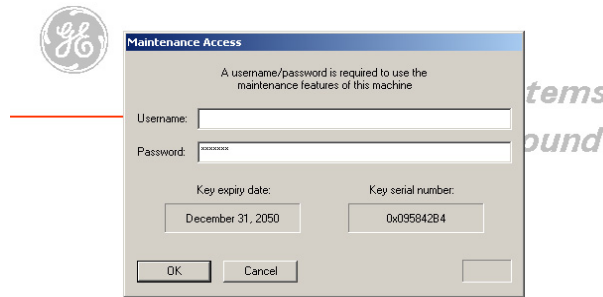 GE
Maintenance Access
A username/password is required to use the
maintenance features of this machine
tems
Username:
ound
Password: xxxxxxx
Key expiry date: Key serial number:
December 31, 2050 0x095842B4
OK Cancel